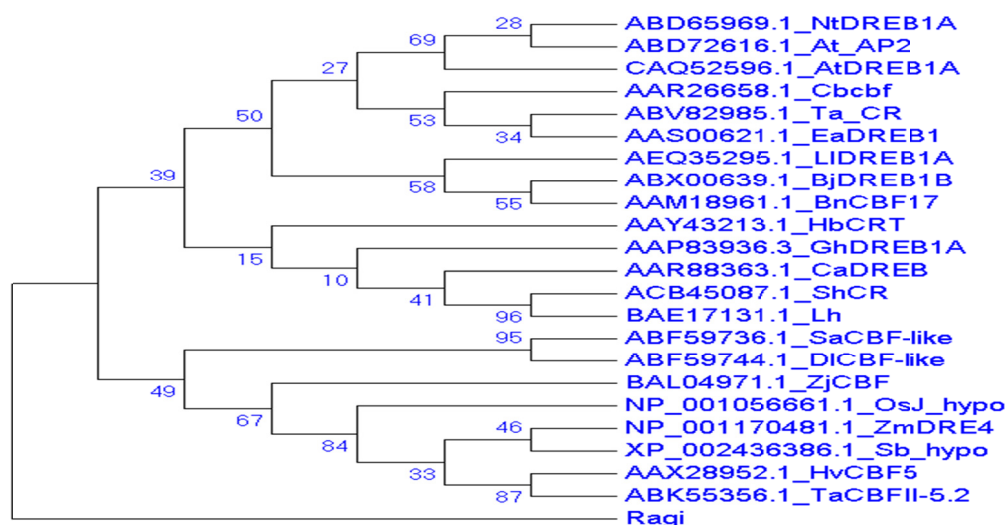 28
ABD65969.1_NtDREB1A
69
ABD72616.1_At_AP2
27
CAQ52596.1_AtDREB1A
AAR26658.1_Cbcbf
50
53
ABV82985.1_Ta_CR
34
AAS00621.1_EaDREB1
39
AEQ35295.1_LlDREB1A
58
ABX00639.1_BjDREB1B
55
AAM18961.1_BnCBF17
AAY43213.1_HbCRT
15
AAP83936.3_GhDREB1A
10
AAR88363.1_CaDREB
41
ACB45087.1_ShCR
96
BAE17131.1_Lh
95
ABF59736.1_SaCBF-like
ABF59744.1_DlCBF-like
49
BAL04971.1_ZjCBF
67
NP_001056661.1_OsJ_hypo
84
46
NP_001170481.1_ZmDRE4
XP_002436386.1_Sb_hypo
33
AAX28952.1_HvCBF5
87
ABK55356.1_TaCBFII-5.2
Ragi